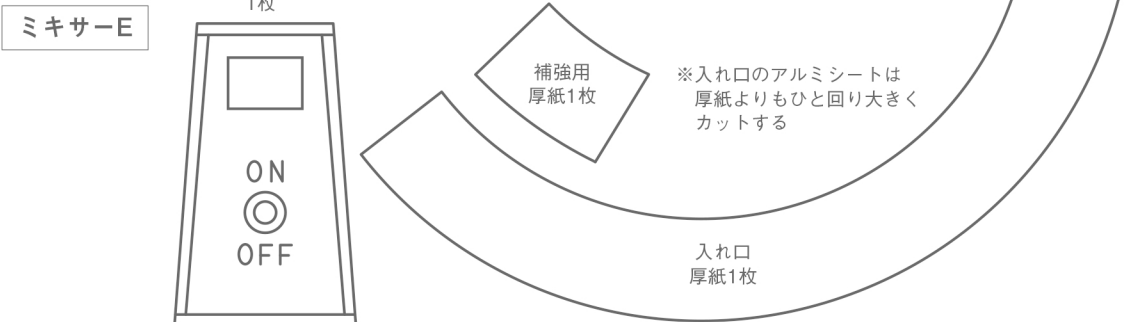 1枚
ミキサーE
補強用
厚紙1枚
※入れ口のアルミシートは
厚紙よりもひと回り大きく
カットする
ON
OFF
入れ口
厚紙1枚